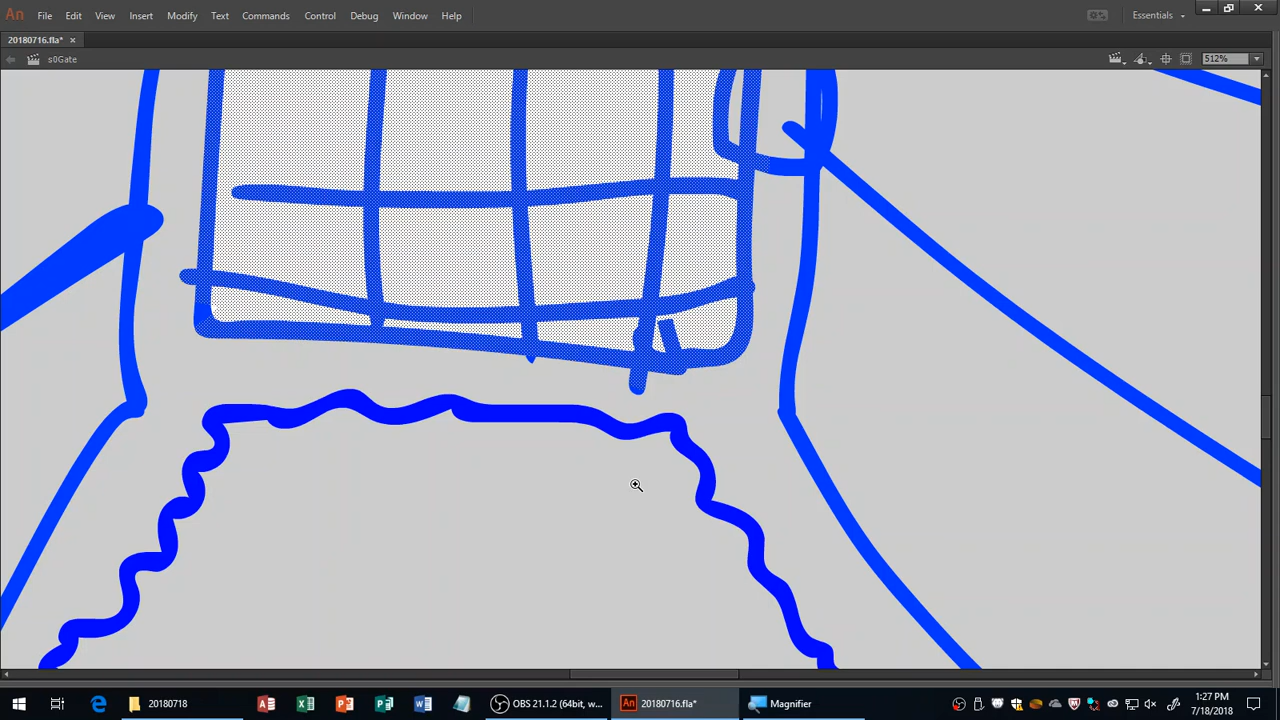 An File Edit View Insert Modify Text Commands Control Debug Window Help Essentials
20180716.fla*
s0Gate 512%
20180718 OBS 21.1.2 (64bit, w... 20180716.fla* Magnifier 1:27 PM
7/18/2018